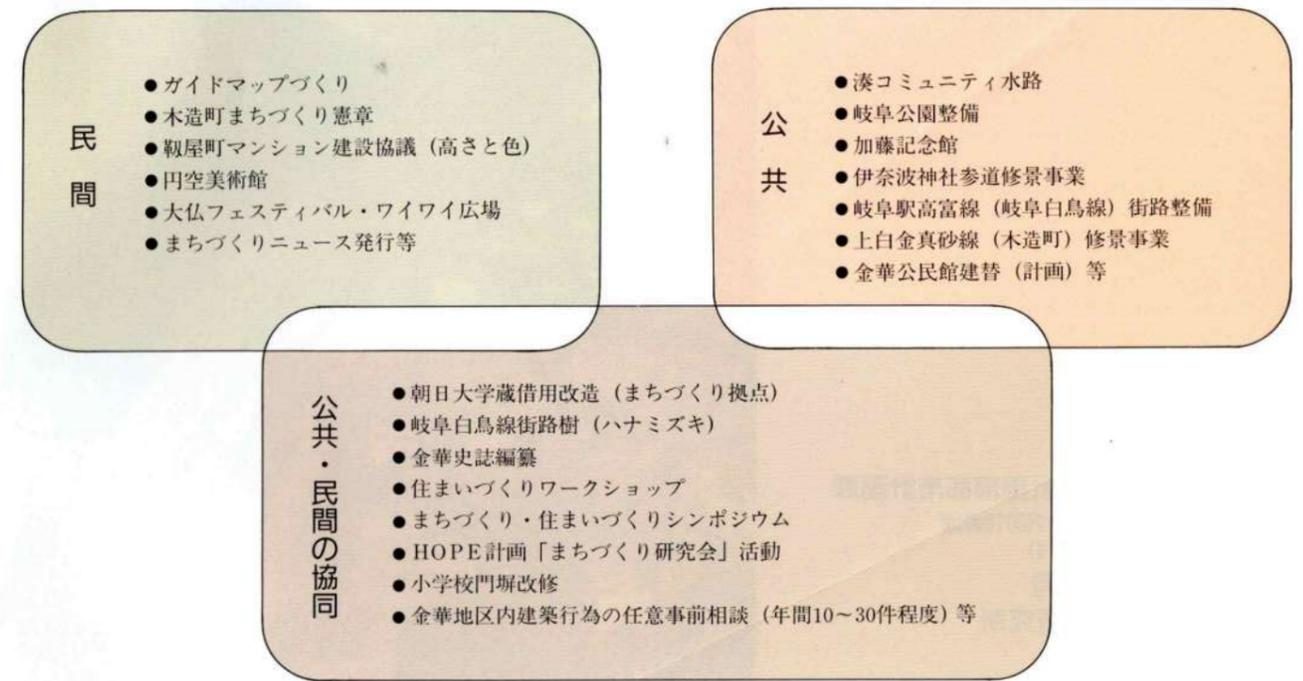 民間
●ガイドマップづくり
●木造町まちづくり憲章
●靱屋町マンション建設協議（高さと色）
●円空美術館
●大仏フェスティバル・ワイワイ広場
●まちづくりニュース発行等
公共
●湊コミュニティ水路
●岐阜公園整備
●加藤記念館
●伊奈波神社参道修景事業
●岐阜駅高富線（岐阜白鳥線）街路整備
●上白金真砂線（木造町）修景事業
●金華公民館建替（計画）等
公共・民間の協同
●朝日大学蔵借用改造（まちづくり拠点）
●岐阜白鳥線街路樹（ハナミズキ）
●金華史誌編纂
●住まいづくりワークショップ
●まちづくり・住まいづくりシンポジウム
●HOPE計画「まちづくり研究会」活動
●小学校門塀改修
●金華地区内建築行為の任意事前相談（年間10〜30件程度）等